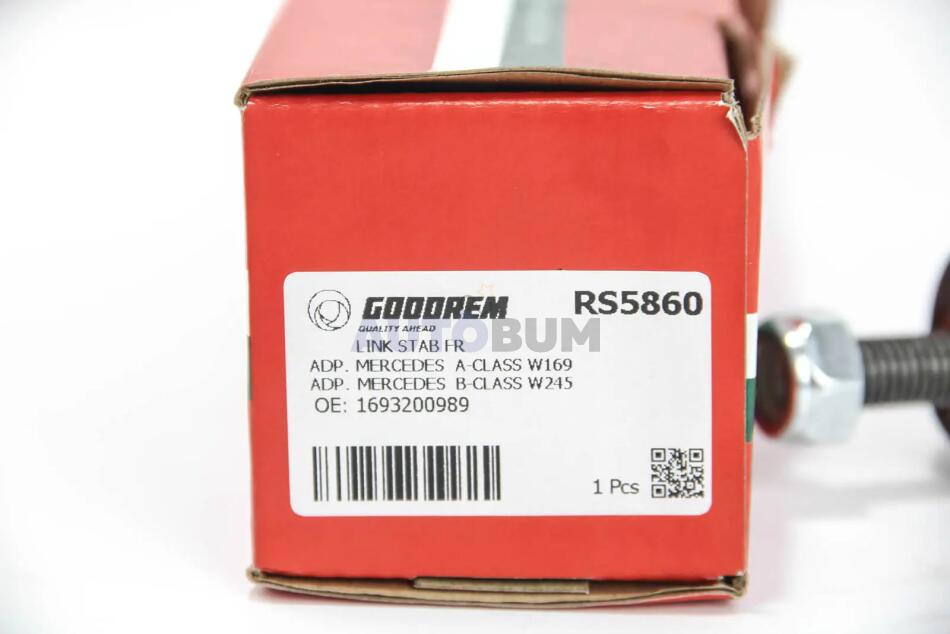 GOODREM
RS5860
QUALITY AHEAD
AUTOBUM
LINK STAB FR
ADP. MERCEDES A-CLASS W169
ADP. MERCEDES B-CLASS W245
OE: 1693200989
1 Pcs